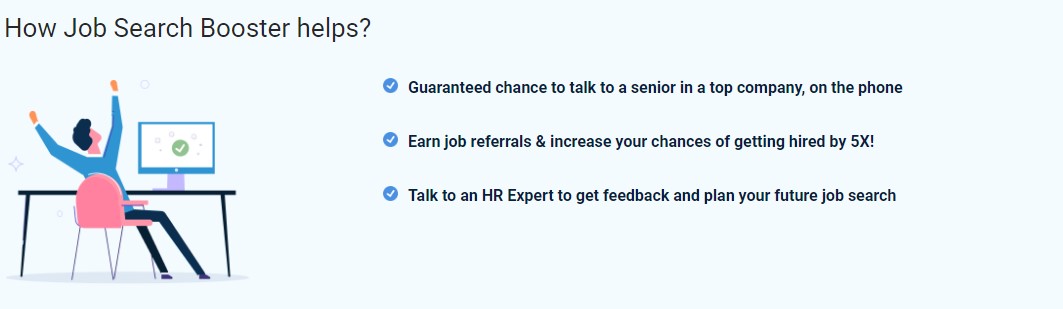 How Job Search Booster helps?
Guaranteed chance to talk to a senior in a top company, on the phone
Earn job referrals & increase your chances of getting hired by 5X!
Talk to an HR Expert to get feedback and plan your future job search